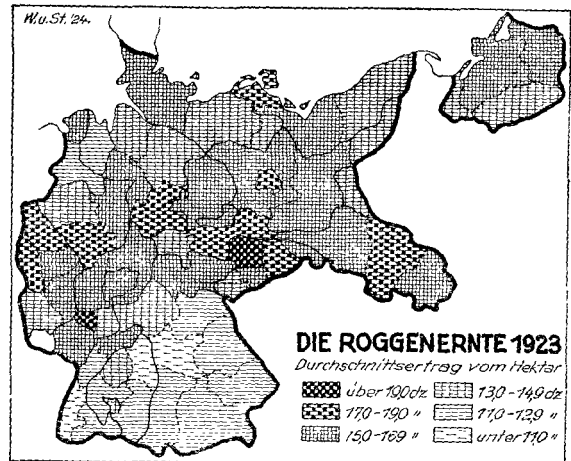 W.u.St.'24.
DIE ROGGENERNTE 1923
Durchschnittsertrag vom Hektar
über 19,0 dz 13,0-14,9 dz
17,0-19,0 " 11,0-12,9 "
15,0-16,9 " unter 11,0 "